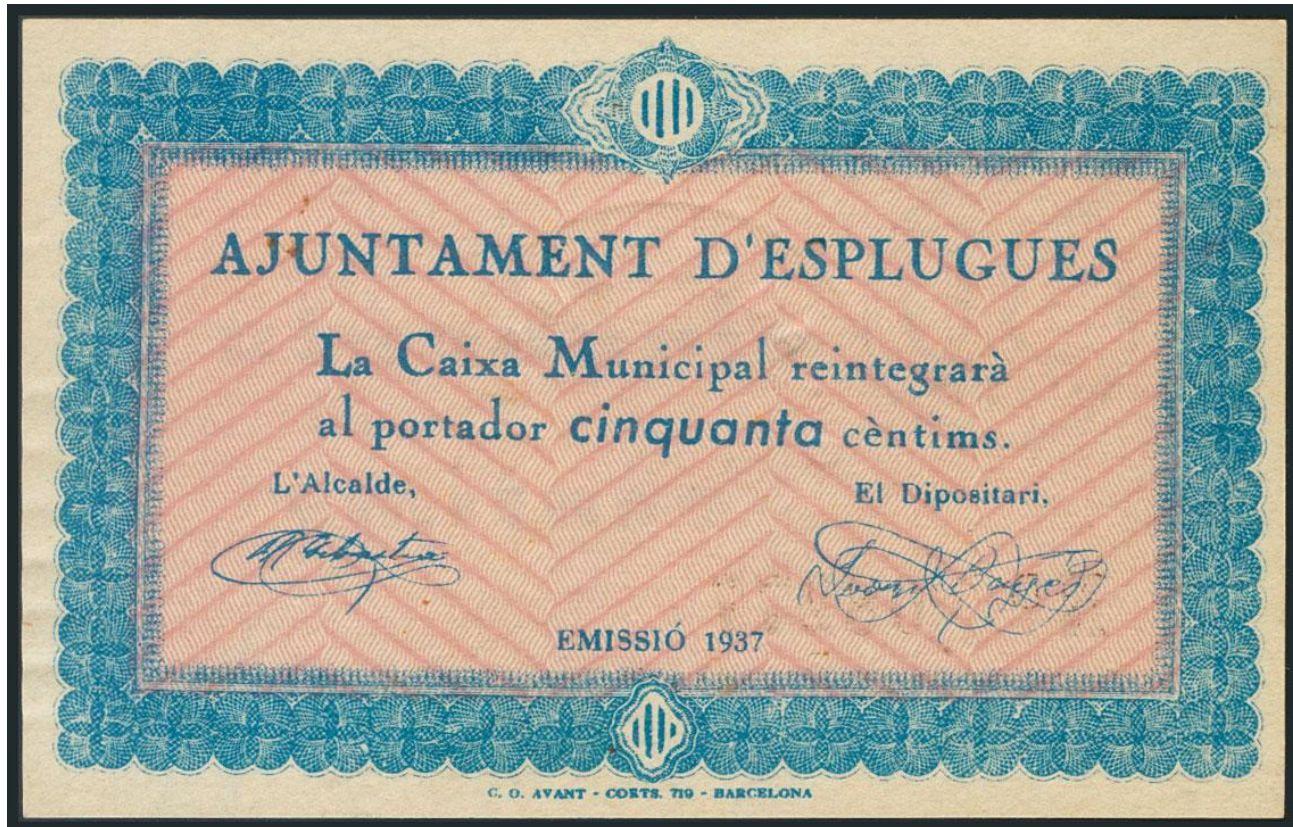 AJUNTAMENT D'ESPLUGUES
La Caixa Municipal reintegrarà
al portador cinquanta cèntims.
L'Alcalde,
El Dipositari,
EMISSIÓ 1937
C. O. AVANT - CORTS. 719 - BARCELONA